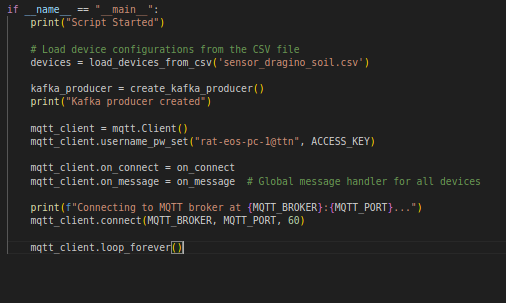 if __name__ == "__main__":
    print("Script Started")
    # Load device configurations from the CSV file
    devices = load_devices_from_csv('sensor_dragino_soil.csv')
    kafka_producer = create_kafka_producer()
    print("Kafka producer created")
    mqtt_client = mqtt.Client()
    mqtt_client.username_pw_set("rat-eos-pc-1@ttn", ACCESS_KEY)
    mqtt_client.on_connect = on_connect
    mqtt_client.on_message = on_message  # Global message handler for all devices
    print(f"Connecting to MQTT broker at {MQTT_BROKER}:{MQTT_PORT}...")
    mqtt_client.connect(MQTT_BROKER, MQTT_PORT, 60)
    mqtt_client.loop_forever()